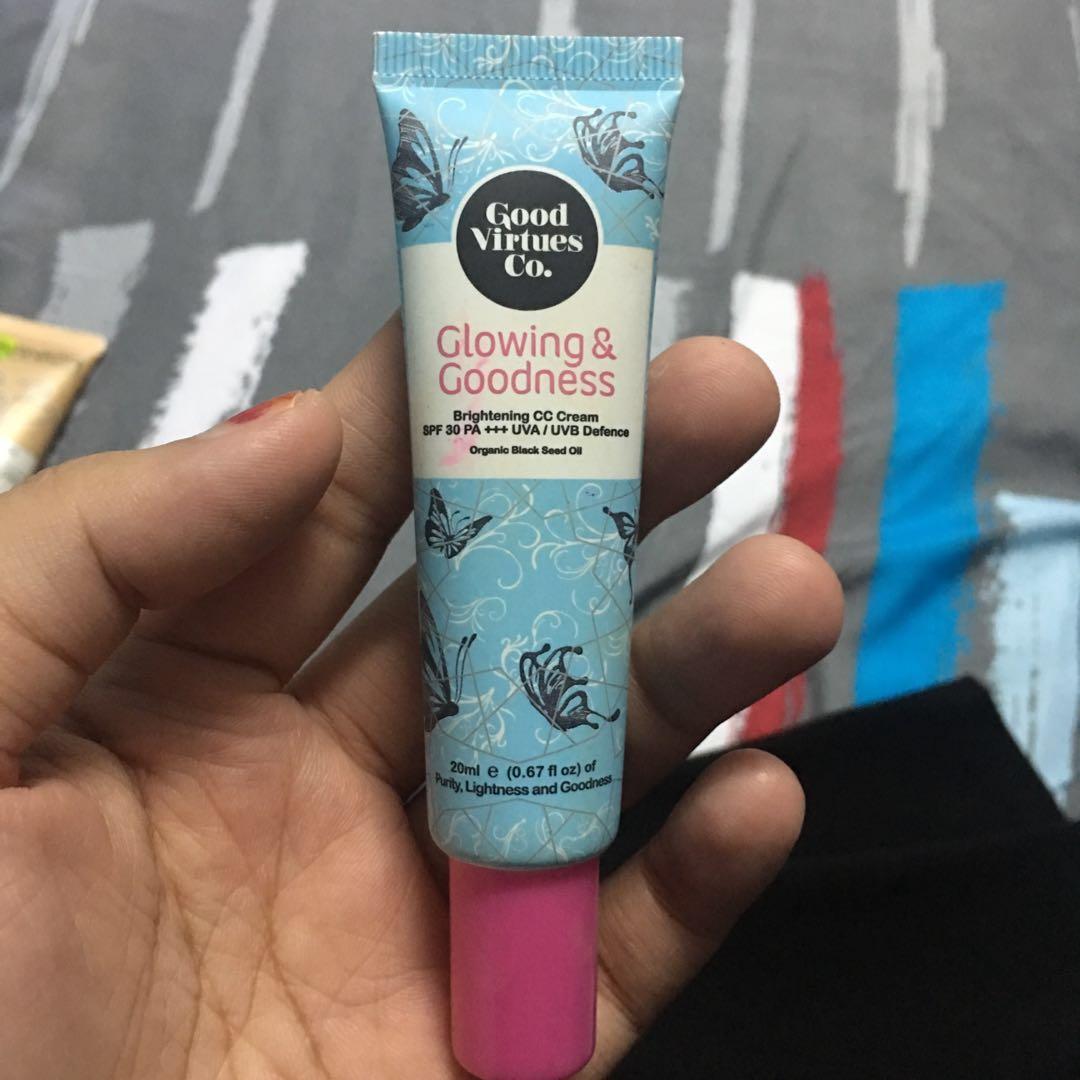 Good
Virtues
Co.
Glowing &
Goodness
Brightening CC Cream
SPF 30 PA +++ UVA / UVB Defence
Organic Black Seed Oil
20ml e (0.67 fl oz) of
Purity, Lightness and Goodness